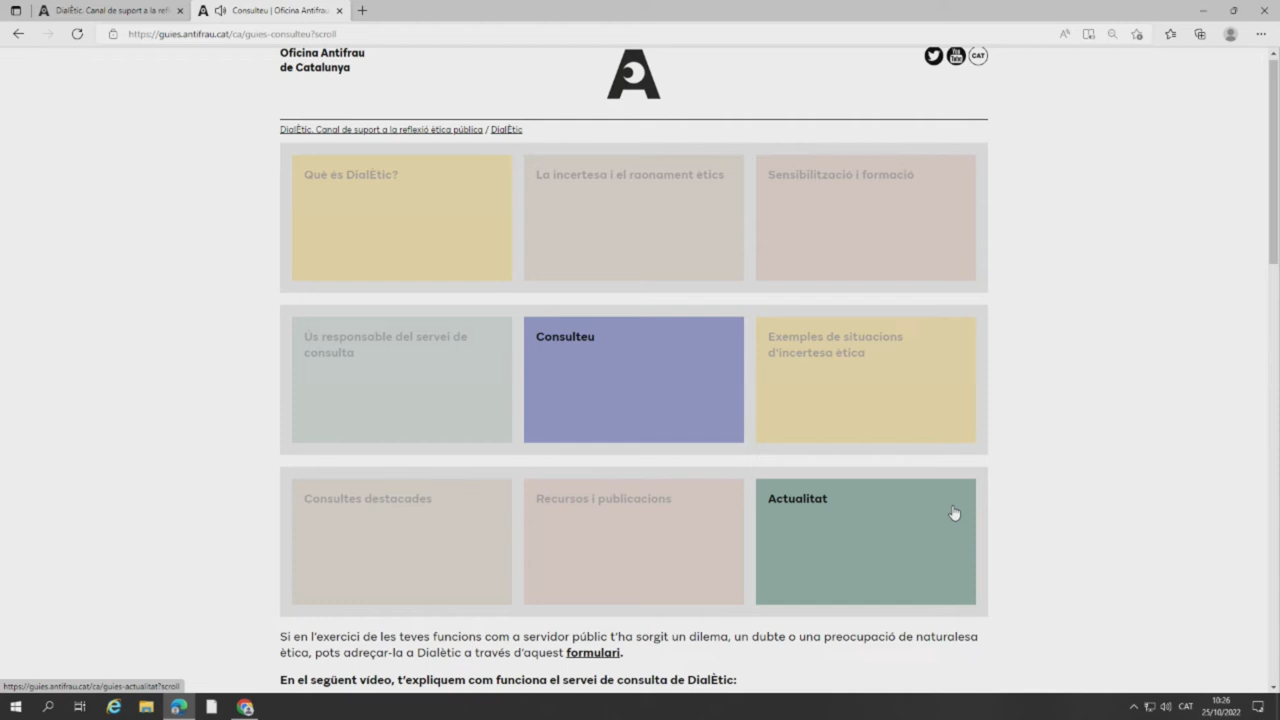 DialÈtic. Canal de suport a la refl
Consulteu | Oficina Antifrau
https://guies.antifrau.cat/ca/guies-consulteu?scroll
Oficina Antifrau
de Catalunya
You
Tube
CAT
DialÈtic. Canal de suport a la reflexió ètica pública / DialÈtic
Què és DialÈtic?
La incertesa i el raonament ètics
Sensibilització i formació
Ús responsable del servei de
consulta
Consulteu
Exemples de situacions
d'incertesa ètica
Consultes destacades
Recursos i publicacions
Actualitat
Si en l'exercici de les teves funcions com a servidor públic t'ha sorgit un dilema, un dubte o una preocupació de naturalesa
ètica, pots adreçar-la a Dialètic a través d'aquest formulari.
En el següent vídeo, t'expliquem com funciona el servei de consulta de DialÈtic:
https://guies.antifrau.cat/ca/guies-actualitat?scroll
CAT
10:26
25/10/2022